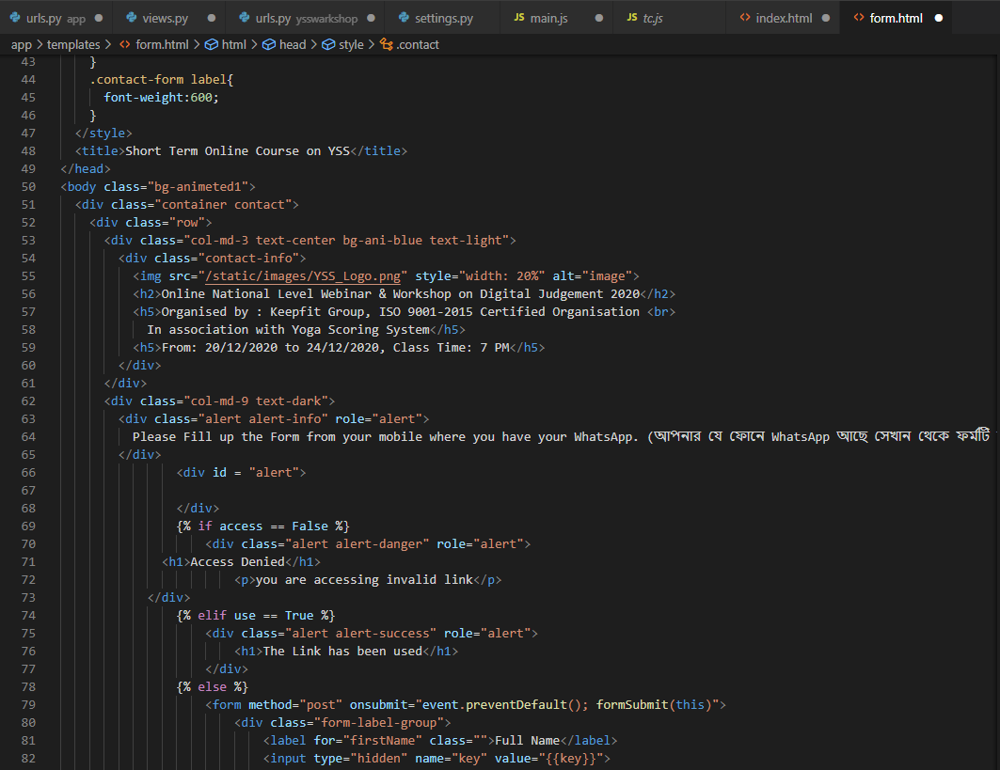 urls.py app ● views.py ● urls.py ysswarkshop ● settings.py JS main.js ● JS tc.js <> index.html ● <> form.html ●
app > templates > <> form.html > html > head > style > .contact
43 }
44 .contact-form label{
45 font-weight:600;
46 }
47 </style>
48 <title>Short Term Online Course on YSS</title>
49 </head>
50 <body class="bg-animeted1">
51 <div class="container contact">
52 <div class="row">
53 <div class="col-md-3 text-center bg-ani-blue text-light">
54 <div class="contact-info">
55 <img src="/static/images/YSS_Logo.png" style="width: 20%" alt="image">
56 <h2>Online National Level Webinar & Workshop on Digital Judgement 2020</h2>
57 <h5>Organised by : Keepfit Group, ISO 9001-2015 Certified Organisation <br>
58 In association with Yoga Scoring System</h5>
59 <h5>From: 20/12/2020 to 24/12/2020, Class Time: 7 PM</h5>
60 </div>
61 </div>
62 <div class="col-md-9 text-dark">
63 <div class="alert alert-info" role="alert">
64 Please Fill up the Form from your mobile where you have your WhatsApp. (আপনার যে ফোনে WhatsApp আছে সেখান থেকে ফর্মটি
65 </div>
66 <div id = "alert">
67
68 </div>
69 {% if access == False %}
70 <div class="alert alert-danger" role="alert">
71 <h1>Access Denied</h1>
72 <p>you are accessing invalid link</p>
73 </div>
74 {% elif use == True %}
75 <div class="alert alert-success" role="alert">
76 <h1>The Link has been used</h1>
77 </div>
78 {% else %}
79 <form method="post" onsubmit="event.preventDefault(); formSubmit(this)">
80 <div class="form-label-group">
81 <label for="firstName" class="">Full Name</label>
82 <input type="hidden" name="key" value="{{key}}">